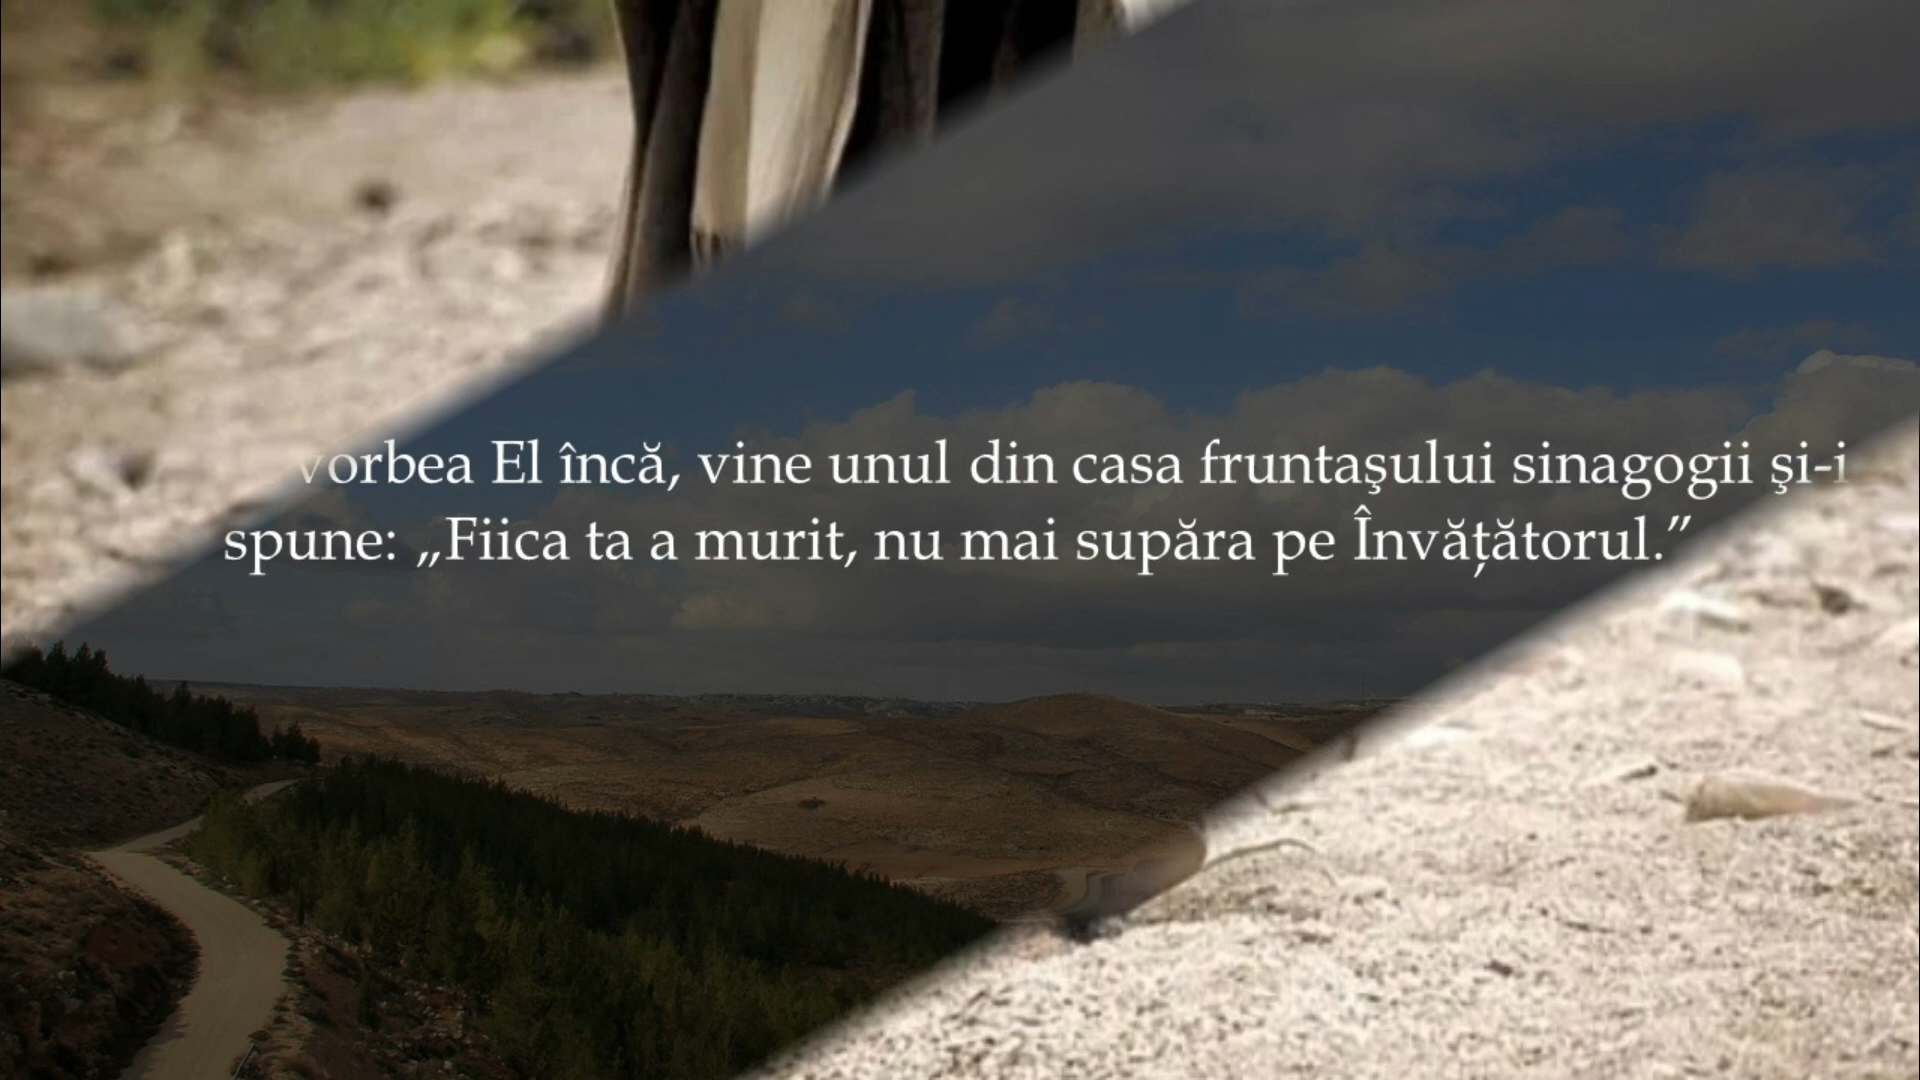 vorbea El încă, vine unul din casa fruntaşului sinagogii şi-i
spune: „Fiica ta a murit, nu mai supăra pe Învățătorul.”